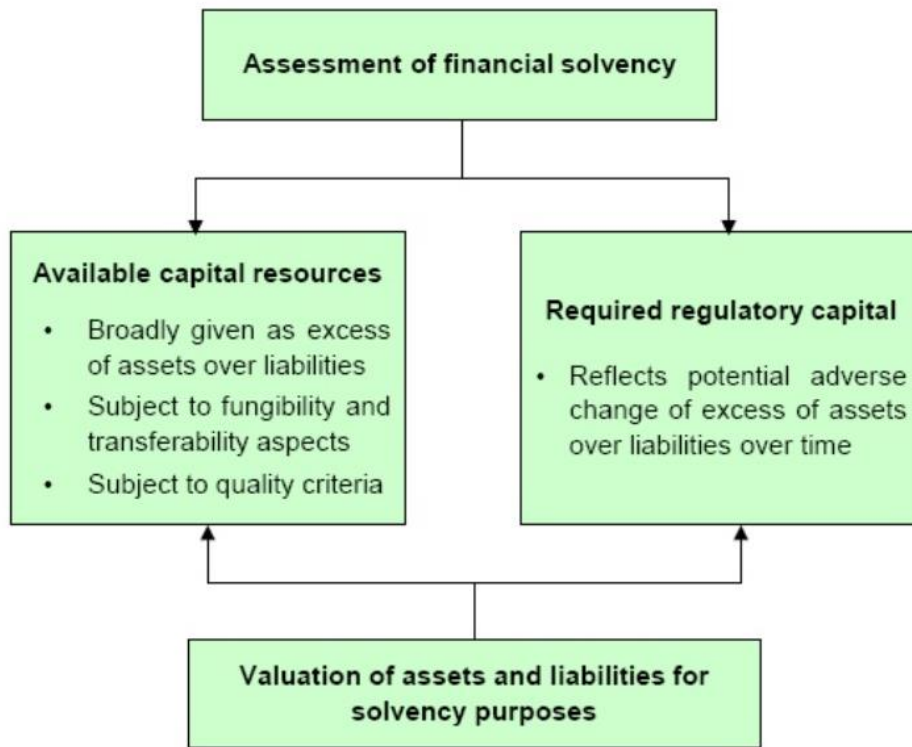 Assessment of financial solvency
Available capital resources
• Broadly given as excess
of assets over liabilities
• Subject to fungibility and
transferability aspects
• Subject to quality criteria
Required regulatory capital
• Reflects potential adverse
change of excess of assets
over liabilities over time
Valuation of assets and liabilities for
solvency purposes